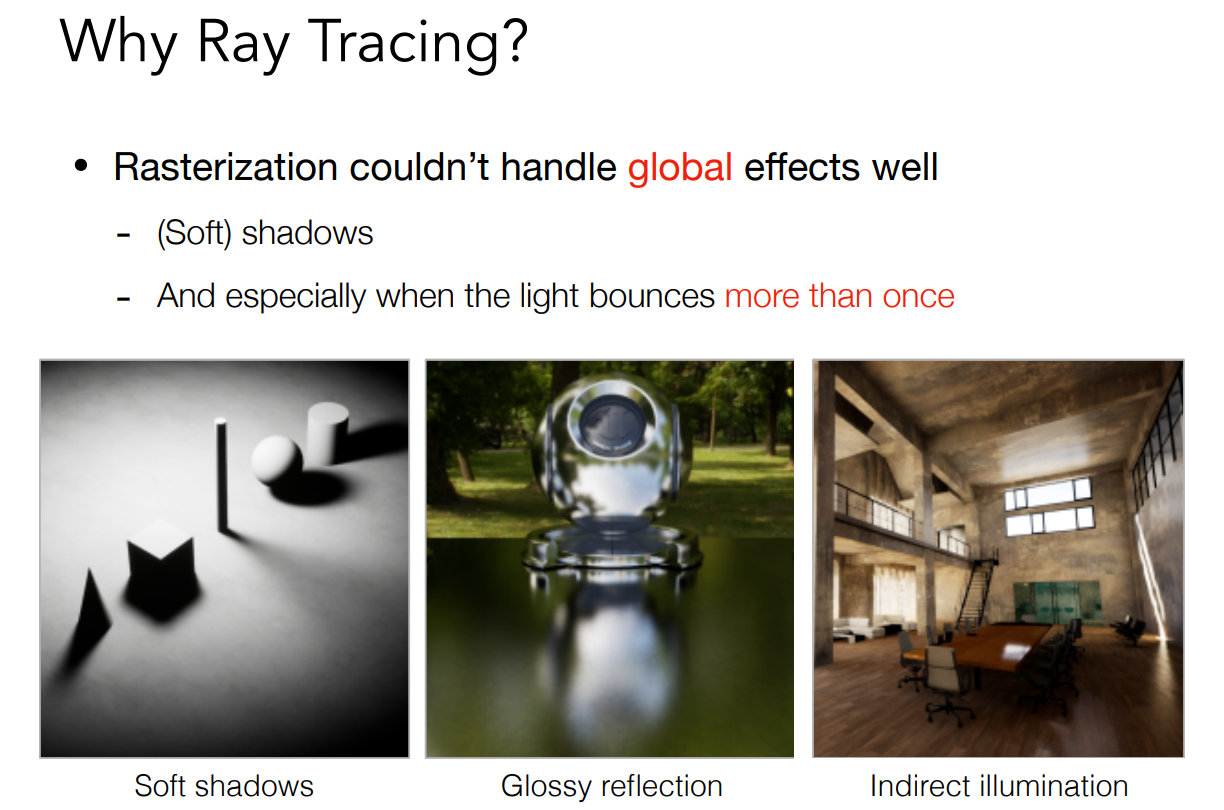 Why Ray Tracing?
• Rasterization couldn’t handle global effects well
- (Soft) shadows
- And especially when the light bounces more than once
Soft shadows
Glossy reflection
Indirect illumination